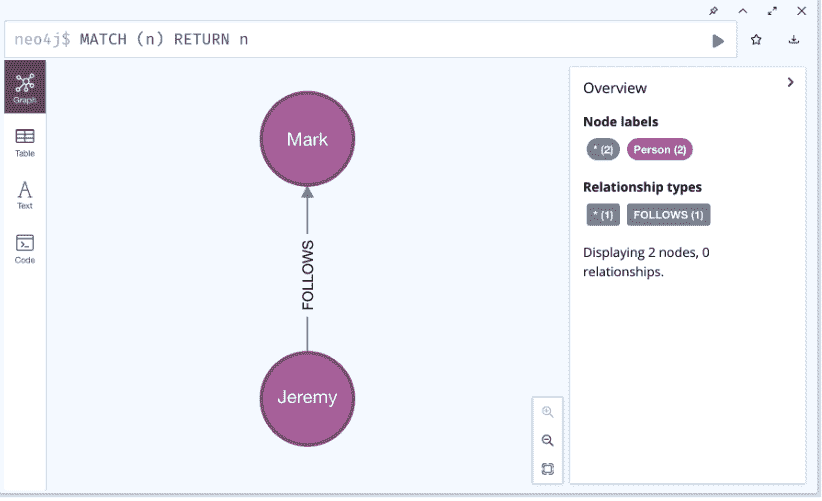 neo4j$ MATCH (n) RETURN n
Graph
Table
Text
Code
Mark
FOLLOWS
Jeremy
Overview
Node labels
* (2) Person (2)
Relationship types
* (1) FOLLOWS (1)
Displaying 2 nodes, 0
relationships.